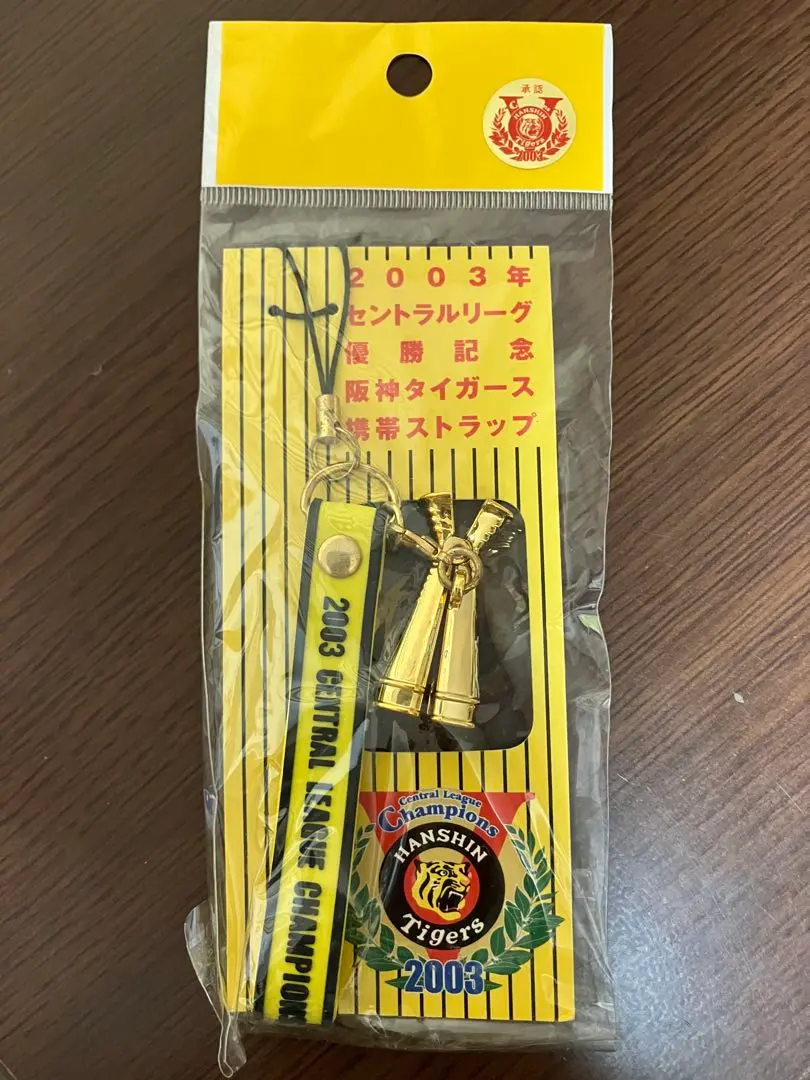 承認
HANSHIN
Tigers
2003
2003年
セントラルリーグ
優勝記念
阪神タイガース
携帯ストラップ
2003 CENTRAL LEAGUE CHAMPION
Central League
Champions
HANSHIN
Tigers
2003